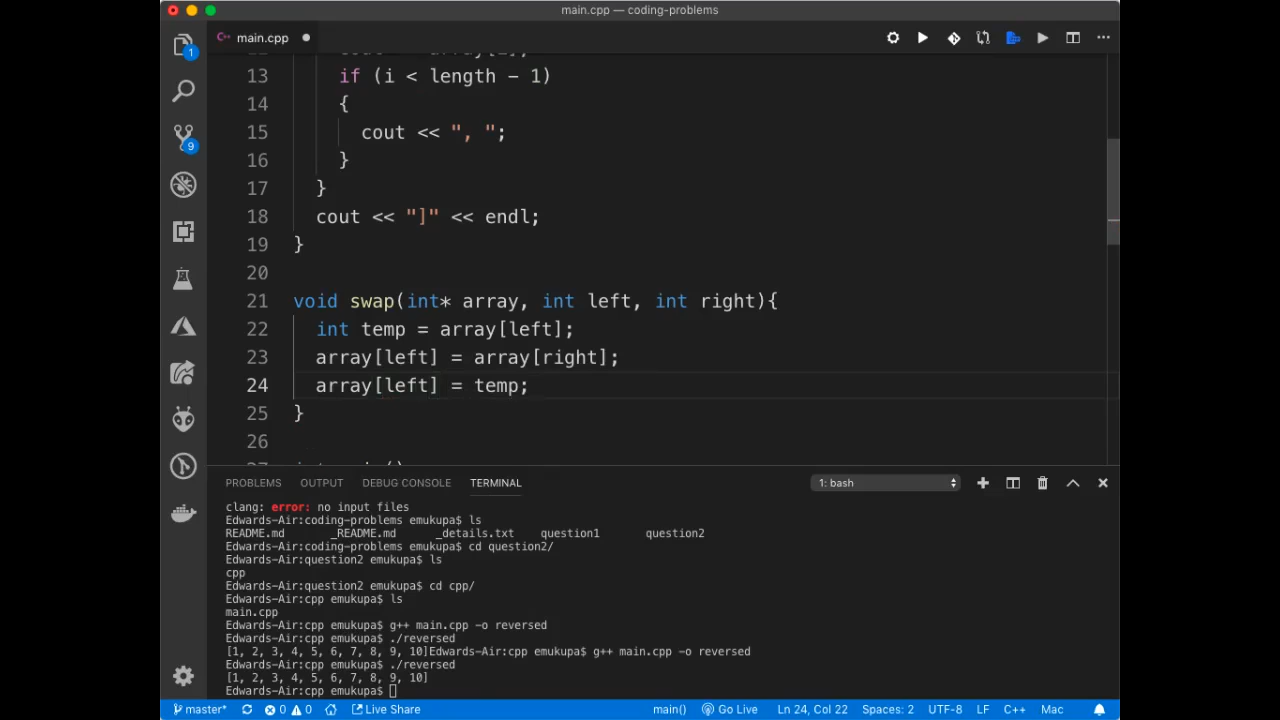 main.cpp — coding-problems
main.cpp
1
9
13 if (i < length - 1)
14 {
15 cout << ", ";
16 }
17 }
18 cout << "]" << endl;
19 }
20
21 void swap(int* array, int left, int right){
22 int temp = array[left];
23 array[left] = array[right];
24 array[left] = temp;
25 }
26
PROBLEMS OUTPUT DEBUG CONSOLE TERMINAL 1: bash
clang: error: no input files
Edwards-Air:coding-problems emukupa$ ls
README.md _README.md _details.txt question1 question2
Edwards-Air:coding-problems emukupa$ cd question2/
Edwards-Air:question2 emukupa$ ls
cpp
Edwards-Air:question2 emukupa$ cd cpp/
Edwards-Air:cpp emukupa$ ls
main.cpp
Edwards-Air:cpp emukupa$ g++ main.cpp -o reversed
Edwards-Air:cpp emukupa$ ./reversed
[1, 2, 3, 4, 5, 6, 7, 8, 9, 10]Edwards-Air:cpp emukupa$ g++ main.cpp -o reversed
Edwards-Air:cpp emukupa$ ./reversed
[1, 2, 3, 4, 5, 6, 7, 8, 9, 10]
Edwards-Air:cpp emukupa$
master* 0 0 Live Share main() Go Live Ln 24, Col 22 Spaces: 2 UTF-8 LF C++ Mac